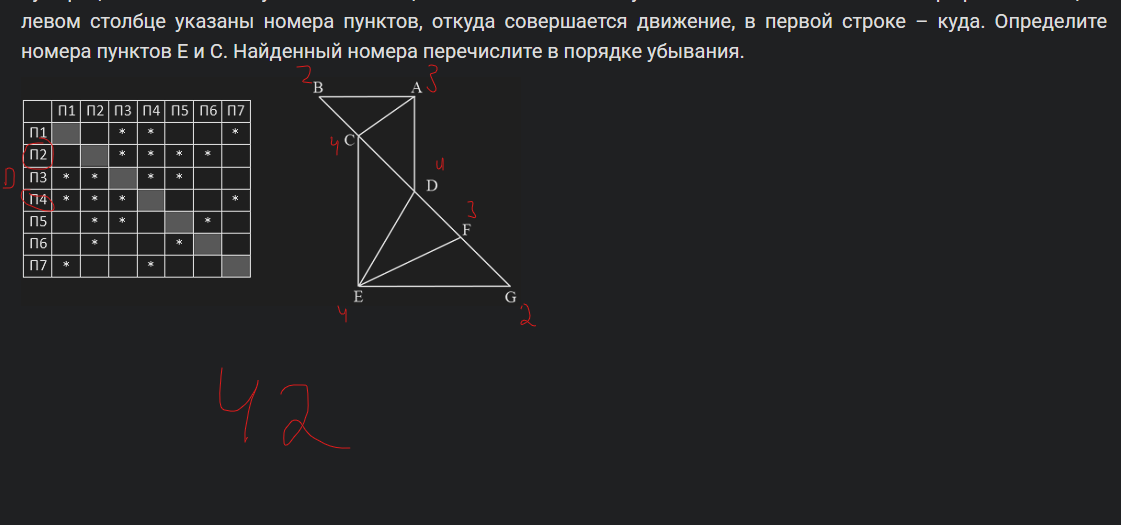 левом столбце указаны номера пунктов, откуда совершается движение, в первой строке – куда. Определите
номера пунктов Е и С. Найденный номера перечислите в порядке убывания.
2 3
B A
П1 П2 П3 П4 П5 П6 П7
П1 * * *
C
4
П2 * * * *
4
D П3 * * * *
D
П4 * * * *
3
П5 * * *
F
П6 * *
П7 * *
E G
4 2
4 2